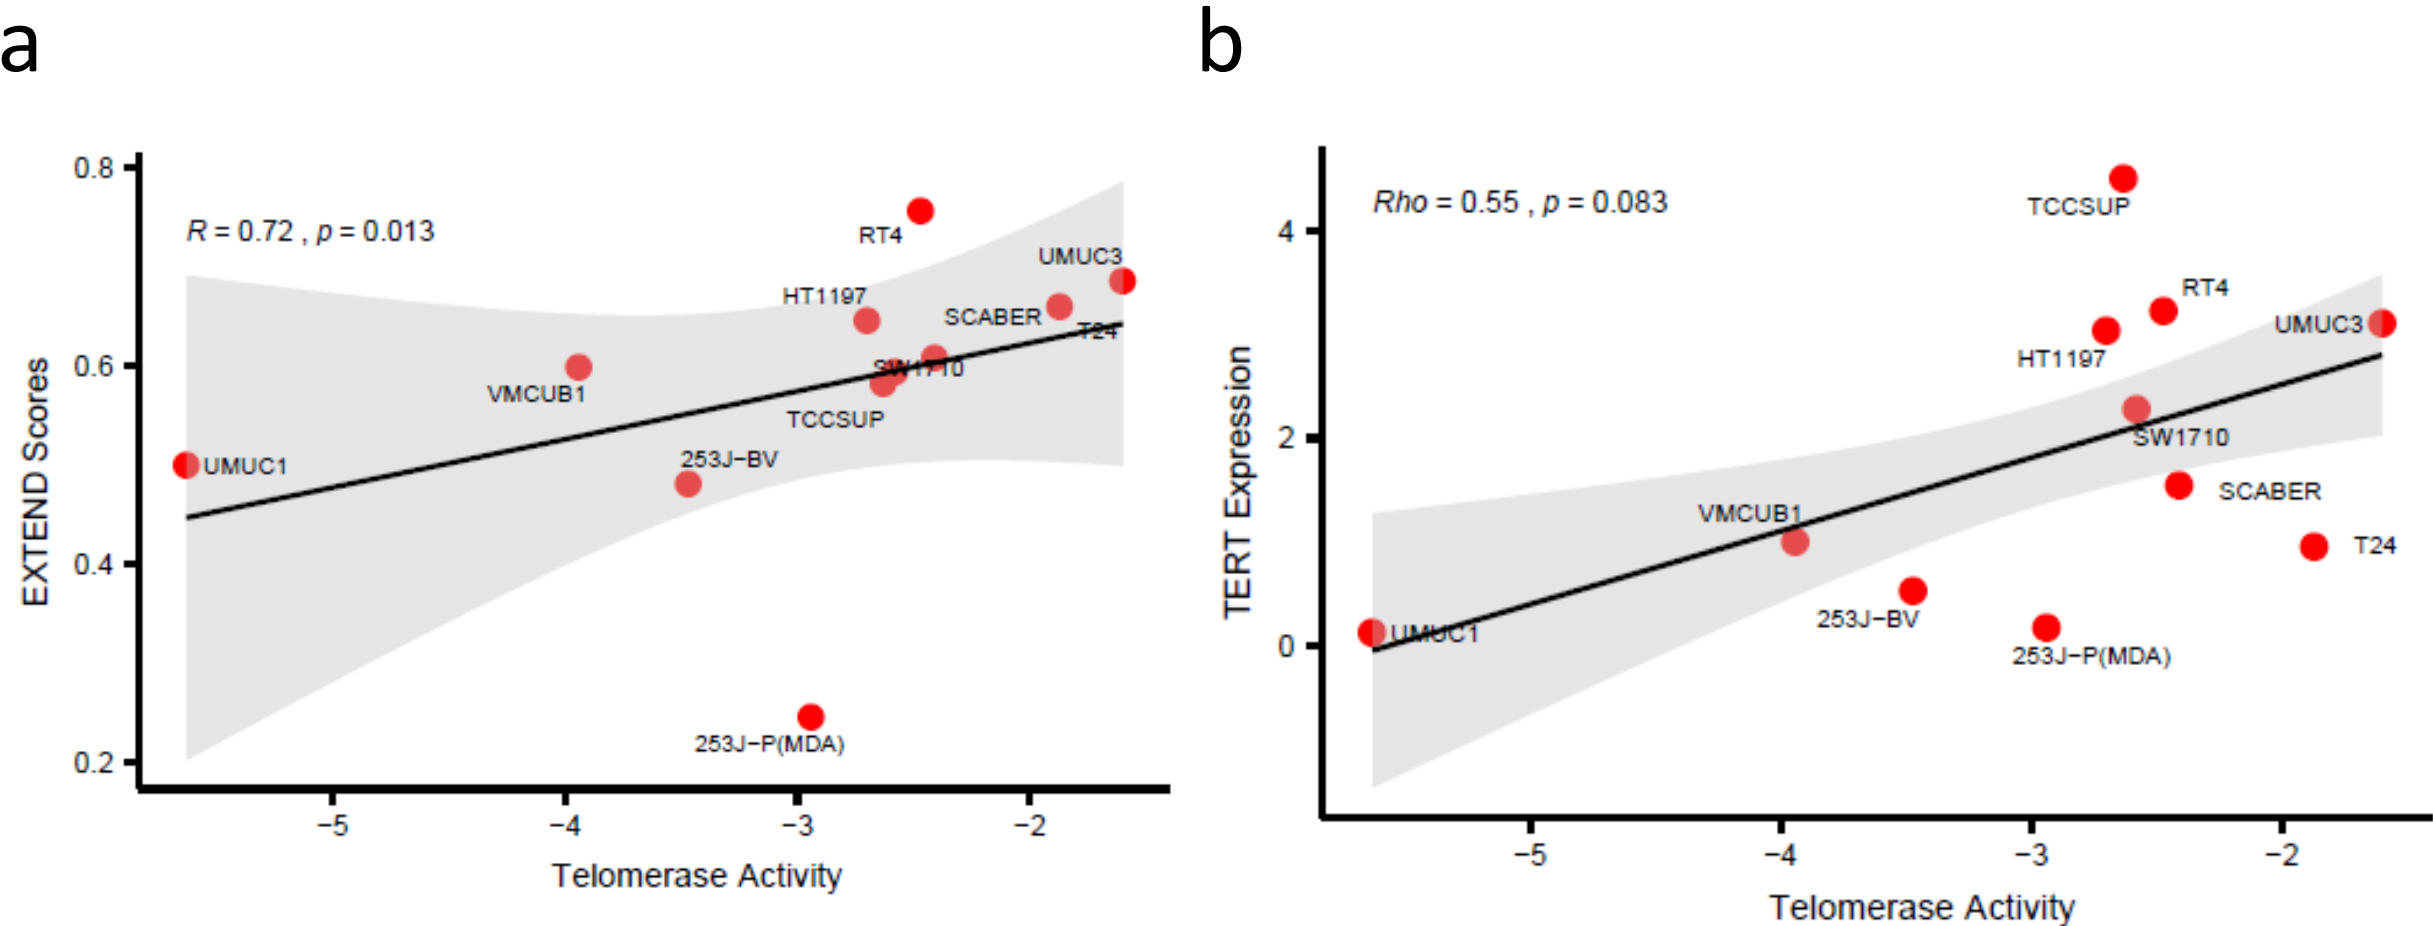 a
b
0.8
0.6
0.4
0.2
EXTEND Scores
R = 0.72 , p = 0.013
RT4
UMUC3
HT1197
SCABER
T24
SW1710
VMCUB1
TCCSUP
253J−BV
UMUC1
253J−P(MDA)
−5
−4
−3
−2
Telomerase Activity
4
2
0
TERT Expression
Rho = 0.55 , p = 0.083
TCCSUP
RT4
UMUC3
HT1197
SW1710
SCABER
VMCUB1
T24
253J−BV
UMUC1
253J−P(MDA)
−5
−4
−3
−2
Telomerase Activity